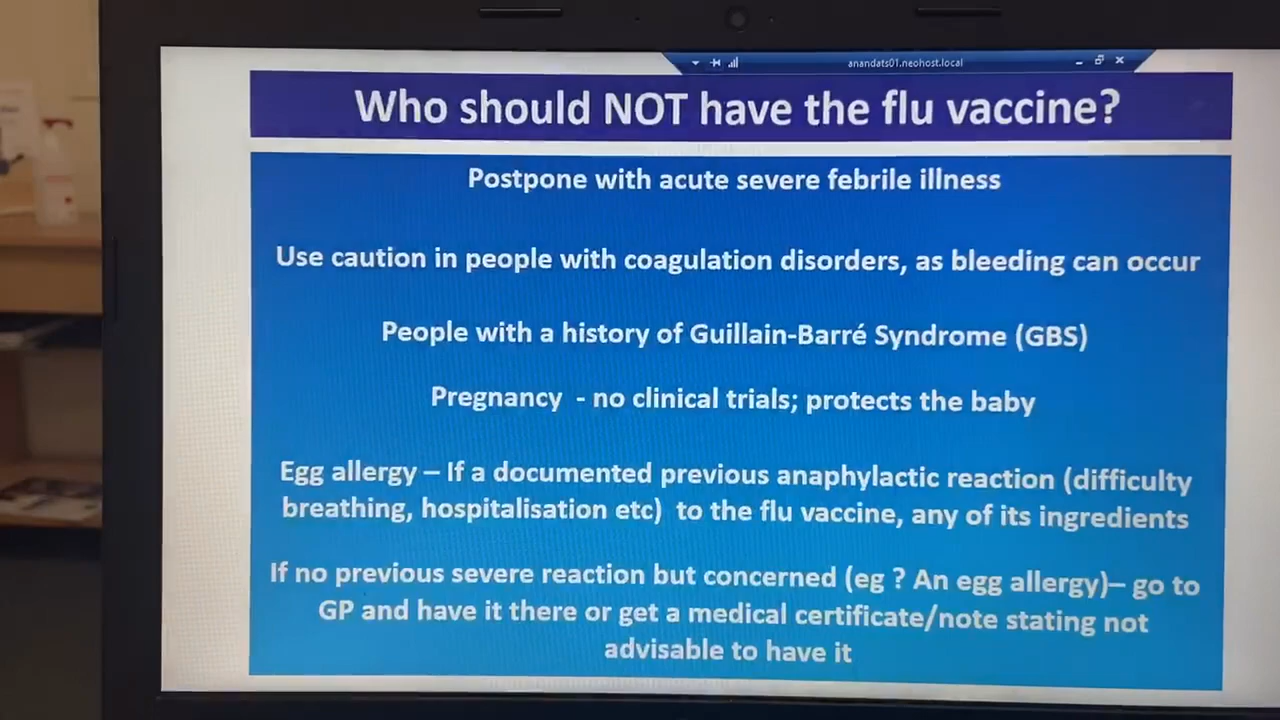 anandats01.neohost.local
Who should NOT have the flu vaccine?
Postpone with acute severe febrile illness
Use caution in people with coagulation disorders, as bleeding can occur
People with a history of Guillain-Barré Syndrome (GBS)
Pregnancy - no clinical trials; protects the baby
Egg allergy – If a documented previous anaphylactic reaction (difficulty
breathing, hospitalisation etc) to the flu vaccine, any of its ingredients
If no previous severe reaction but concerned (eg ? An egg allergy)– go to
GP and have it there or get a medical certificate/note stating not
advisable to have it